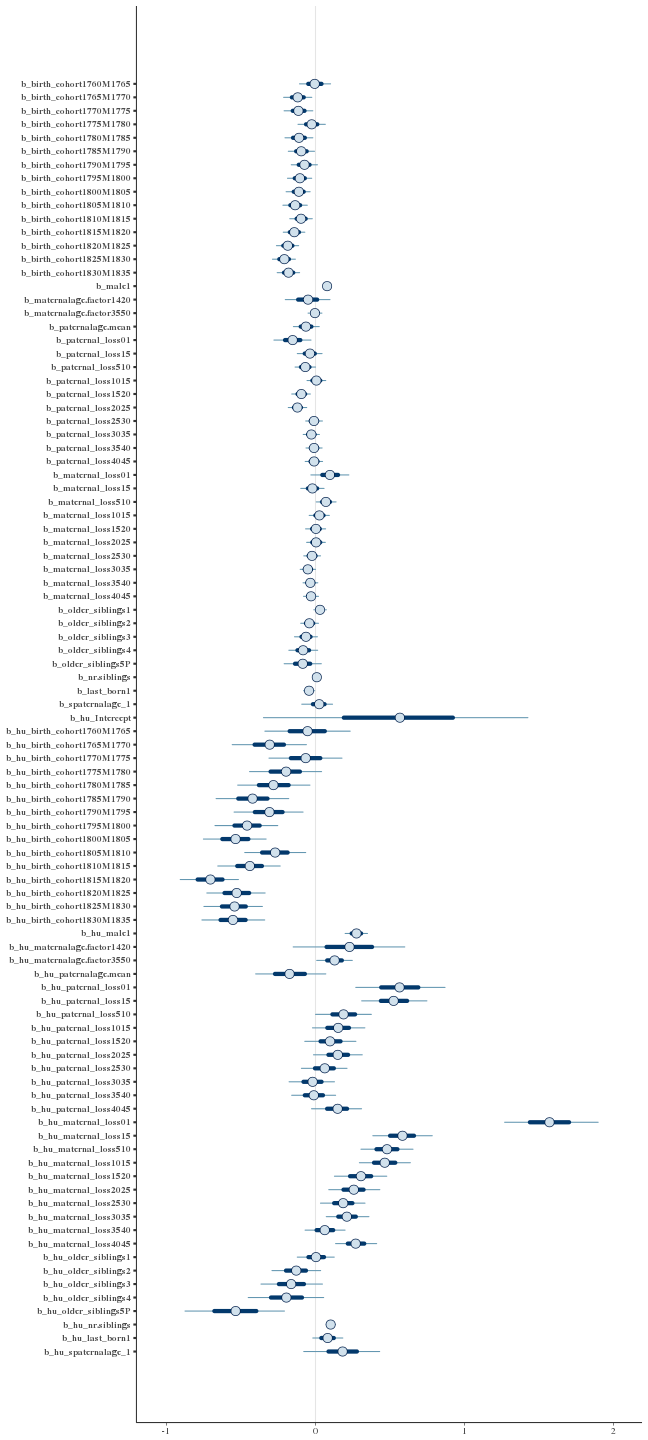 b_birth_cohort1760M1765
b_birth_cohort1765M1770
b_birth_cohort1770M1775
b_birth_cohort1775M1780
b_birth_cohort1780M1785
b_birth_cohort1785M1790
b_birth_cohort1790M1795
b_birth_cohort1795M1800
b_birth_cohort1800M1805
b_birth_cohort1805M1810
b_birth_cohort1810M1815
b_birth_cohort1815M1820
b_birth_cohort1820M1825
b_birth_cohort1825M1830
b_birth_cohort1830M1835
b_male1
b_maternalage.factor1420
b_maternalage.factor3550
b_paternalage.mean
b_paternal_loss01
b_paternal_loss15
b_paternal_loss510
b_paternal_loss1015
b_paternal_loss1520
b_paternal_loss2025
b_paternal_loss2530
b_paternal_loss3035
b_paternal_loss3540
b_paternal_loss4045
b_maternal_loss01
b_maternal_loss15
b_maternal_loss510
b_maternal_loss1015
b_maternal_loss1520
b_maternal_loss2025
b_maternal_loss2530
b_maternal_loss3035
b_maternal_loss3540
b_maternal_loss4045
b_older_siblings1
b_older_siblings2
b_older_siblings3
b_older_siblings4
b_older_siblings5P
b_nr.siblings
b_last_born1
b_spaternalage_1
b_hu_Intercept
b_hu_birth_cohort1760M1765
b_hu_birth_cohort1765M1770
b_hu_birth_cohort1770M1775
b_hu_birth_cohort1775M1780
b_hu_birth_cohort1780M1785
b_hu_birth_cohort1785M1790
b_hu_birth_cohort1790M1795
b_hu_birth_cohort1795M1800
b_hu_birth_cohort1800M1805
b_hu_birth_cohort1805M1810
b_hu_birth_cohort1810M1815
b_hu_birth_cohort1815M1820
b_hu_birth_cohort1820M1825
b_hu_birth_cohort1825M1830
b_hu_birth_cohort1830M1835
b_hu_male1
b_hu_maternalage.factor1420
b_hu_maternalage.factor3550
b_hu_paternalage.mean
b_hu_paternal_loss01
b_hu_paternal_loss15
b_hu_paternal_loss510
b_hu_paternal_loss1015
b_hu_paternal_loss1520
b_hu_paternal_loss2025
b_hu_paternal_loss2530
b_hu_paternal_loss3035
b_hu_paternal_loss3540
b_hu_paternal_loss4045
b_hu_maternal_loss01
b_hu_maternal_loss15
b_hu_maternal_loss510
b_hu_maternal_loss1015
b_hu_maternal_loss1520
b_hu_maternal_loss2025
b_hu_maternal_loss2530
b_hu_maternal_loss3035
b_hu_maternal_loss3540
b_hu_maternal_loss4045
b_hu_older_siblings1
b_hu_older_siblings2
b_hu_older_siblings3
b_hu_older_siblings4
b_hu_older_siblings5P
b_hu_nr.siblings
b_hu_last_born1
b_hu_spaternalage_1
-1 0 1 2